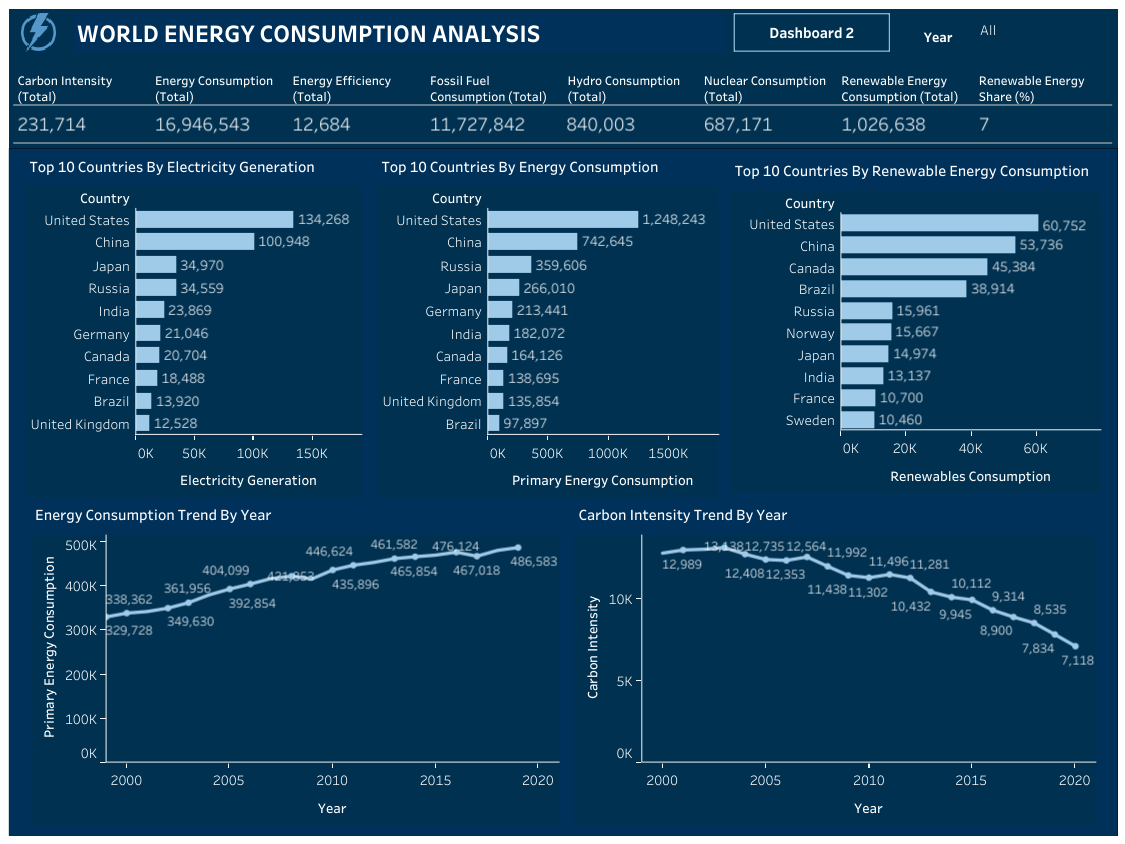 WORLD ENERGY CONSUMPTION ANALYSIS
Dashboard 2
Year
All
Carbon Intensity
(Total)
Energy Consumption
(Total)
Energy Efficiency
(Total)
Fossil Fuel
Consumption (Total)
Hydro Consumption
(Total)
Nuclear Consumption
(Total)
Renewable Energy
Consumption (Total)
Renewable Energy
Share (%)
231,714
16,946,543
12,684
11,727,842
840,003
687,171
1,026,638
7
Top 10 Countries By Electricity Generation
Country
United States 134,268
China 100,948
Japan 34,970
Russia 34,559
India 23,869
Germany 21,046
Canada 20,704
France 18,488
Brazil 13,920
United Kingdom 12,528
0K 50K 100K 150K
Electricity Generation
Top 10 Countries By Energy Consumption
Country
United States 1,248,243
China 742,645
Russia 359,606
Japan 266,010
Germany 213,441
India 182,072
Canada 164,126
France 138,695
United Kingdom 135,854
Brazil 97,897
0K 500K 1000K 1500K
Primary Energy Consumption
Top 10 Countries By Renewable Energy Consumption
Country
United States 60,752
China 53,736
Canada 45,384
Brazil 38,914
Russia 15,961
Norway 15,667
Japan 14,974
India 13,137
France 10,700
Sweden 10,460
0K 20K 40K 60K
Renewables Consumption
Energy Consumption Trend By Year
Primary Energy Consumption
500K
400K
300K
200K
100K
0K
329,728
338,362
349,630
361,956
392,854
404,099
446,624
435,896
461,582
465,854
476,124
467,018
486,583
2000 2005 2010 2015 2020
Year
Carbon Intensity Trend By Year
Carbon Intensity
10K
5K
0K
12,989
13,138
12,408
12,735
12,353
12,564
11,992
11,438
11,302
11,496
11,281
10,432
10,112
9,945
9,314
8,900
8,535
7,834
7,118
2000 2005 2010 2015 2020
Year